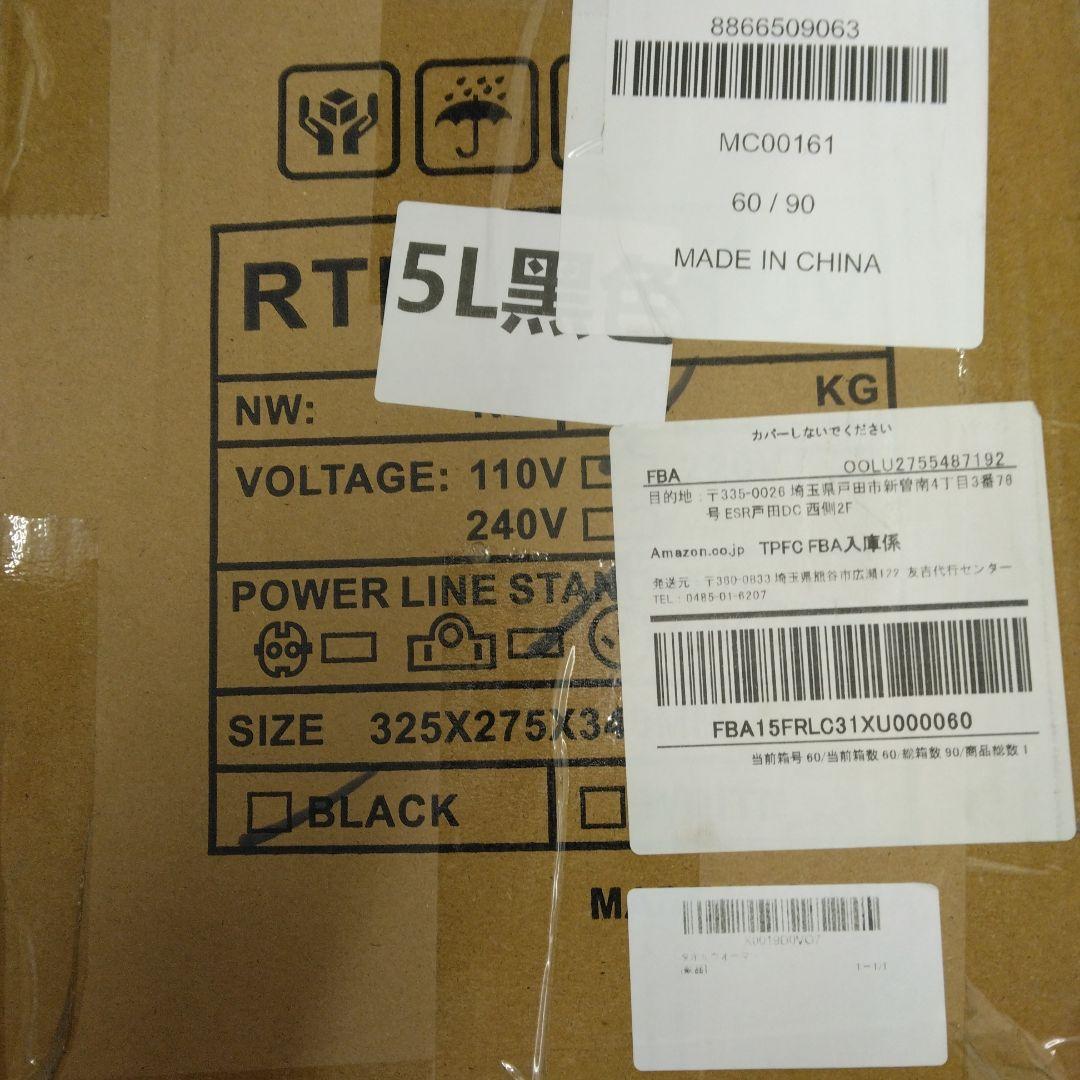 8866509063
MC00161
60 / 90
MADE IN CHINA
5L黑色
RT
NW:
KG
VOLTAGE: 110V
240V
POWER LINE STAN
SIZE 325X275X34
BLACK
カバーしないでください
FBA OOLU2755487192
目的地:〒335-0026 埼玉県戸田市新曽南4丁目3番78
号 ESR戸田DC 西側2F
Amazon.co.jp TPFC FBA入庫係
発送元:〒360-0833 埼玉県熊谷市広瀬122 友吉代行センター
TEL:0485-01-6207
FBA15FRLC31XU000060
当前箱号 60/当前箱数 60/総箱数 90/商品総数 1
X0019D0VO7